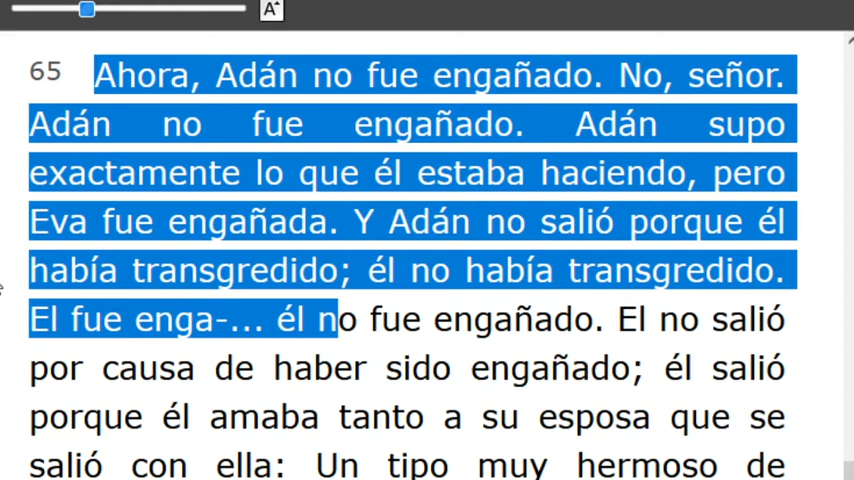 A
65 Ahora, Adán no fue engañado. No, señor.
Adán no fue engañado. Adán supo
exactamente lo que él estaba haciendo, pero
Eva fue engañada. Y Adán no salió porque él
había transgredido; él no había transgredido.
El fue enga-... él no fue engañado. El no salió
por causa de haber sido engañado; él salió
porque él amaba tanto a su esposa que se
salió con ella: Un tipo muy hermoso de